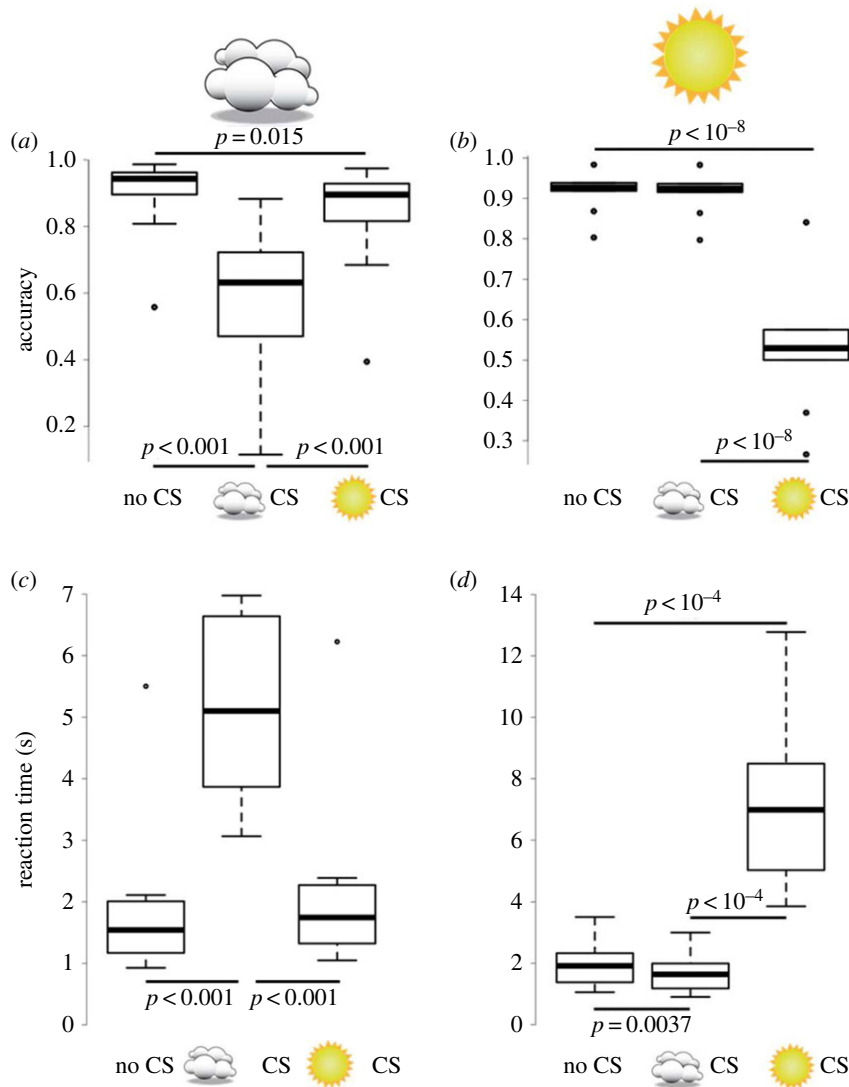 (a)
p = 0.015
1.0
0.8
0.6
0.4
0.2
accuracy
p < 0.001
p < 0.001
no CS
CS
CS
(b)
p < 10–8
1.0
0.9
0.8
0.7
0.6
0.5
0.4
0.3
p < 10–8
no CS
CS
CS
(c)
7
6
5
4
3
2
1
0
reaction time (s)
p < 0.001
p < 0.001
no CS
CS
CS
(d)
14
12
10
8
6
4
2
0
p < 10–4
p < 10–4
p = 0.0037
no CS
CS
CS